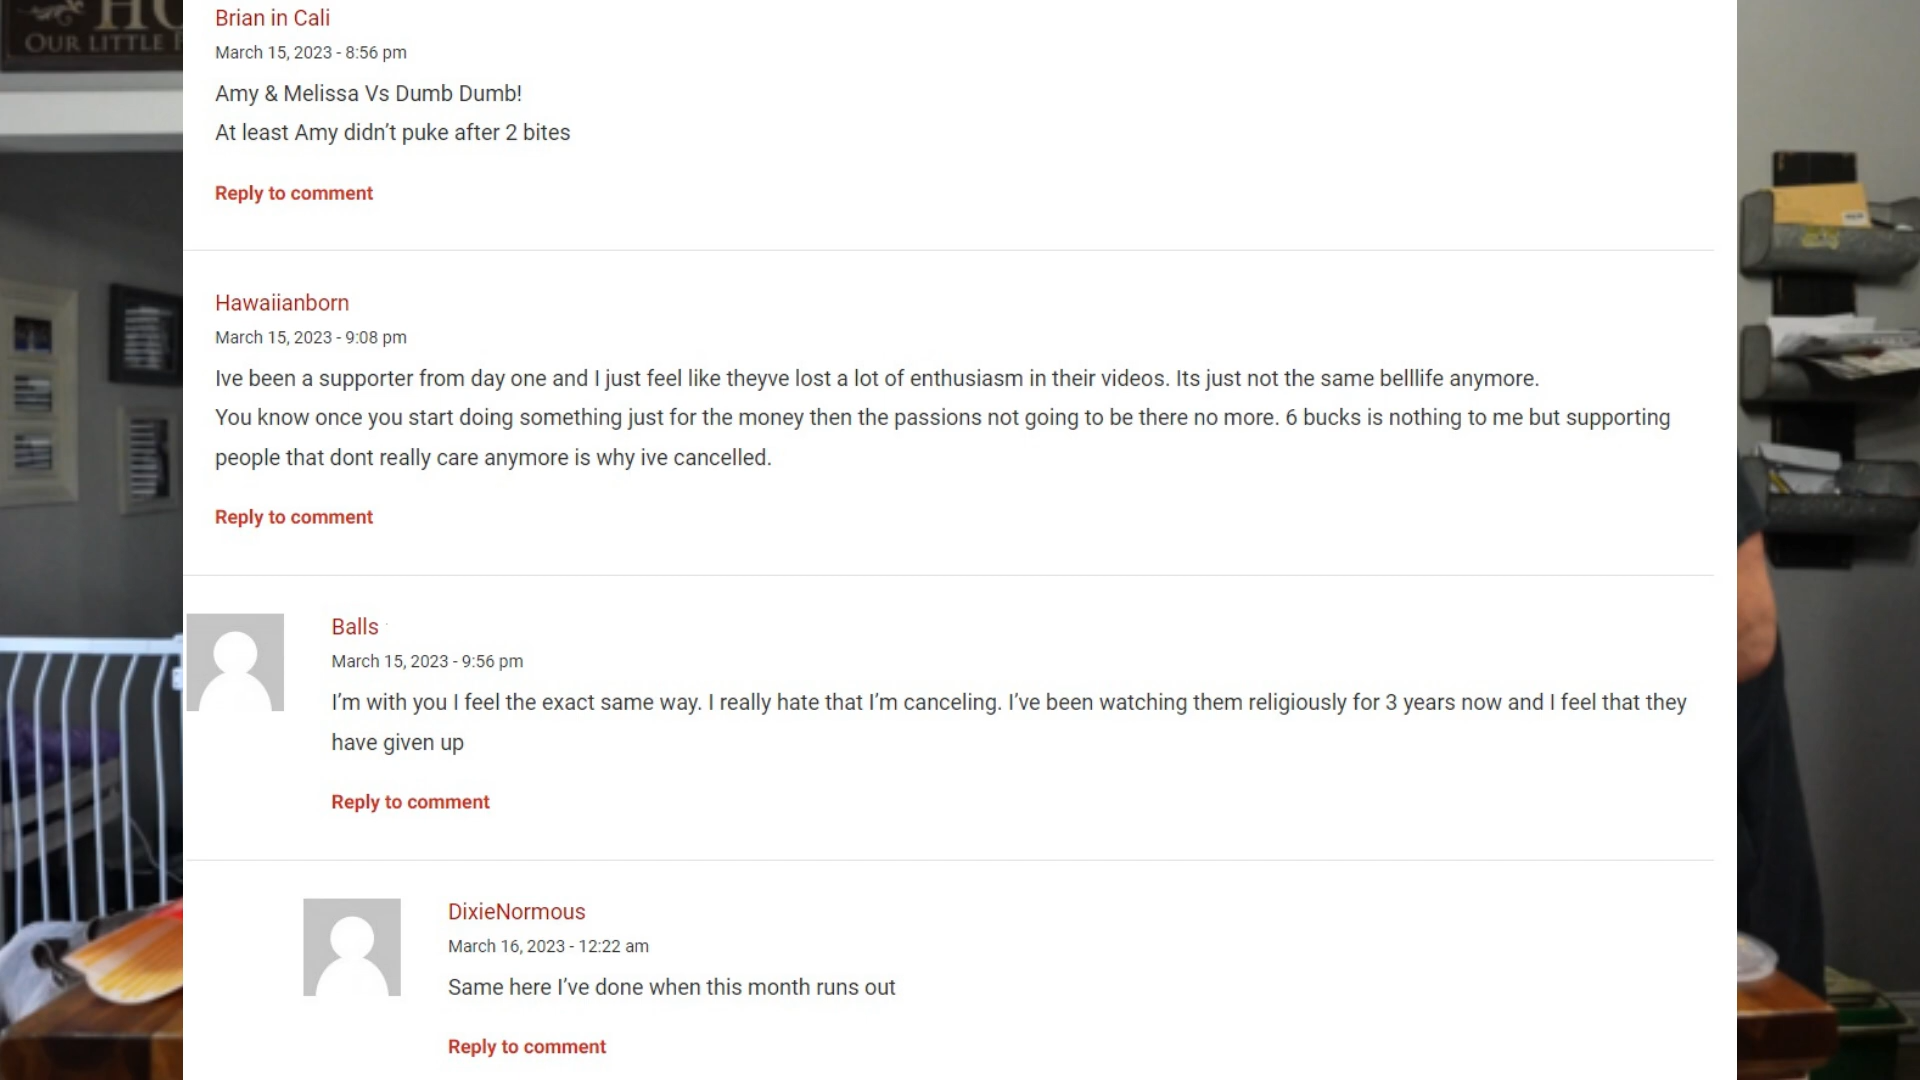 HO
OUR LITTLE
Brian in Cali
March 15, 2023 - 8:56 pm
Amy & Melissa Vs Dumb Dumb!
At least Amy didn’t puke after 2 bites
Reply to comment
Hawaiianborn
March 15, 2023 - 9:08 pm
Ive been a supporter from day one and I just feel like theyve lost a lot of enthusiasm in their videos. Its just not the same belllife anymore.
You know once you start doing something just for the money then the passions not going to be there no more. 6 bucks is nothing to me but supporting
people that dont really care anymore is why ive cancelled.
Reply to comment
Balls
March 15, 2023 - 9:56 pm
I’m with you I feel the exact same way. I really hate that I’m canceling. I’ve been watching them religiously for 3 years now and I feel that they
have given up
Reply to comment
DixieNormous
March 16, 2023 - 12:22 am
Same here I’ve done when this month runs out
Reply to comment